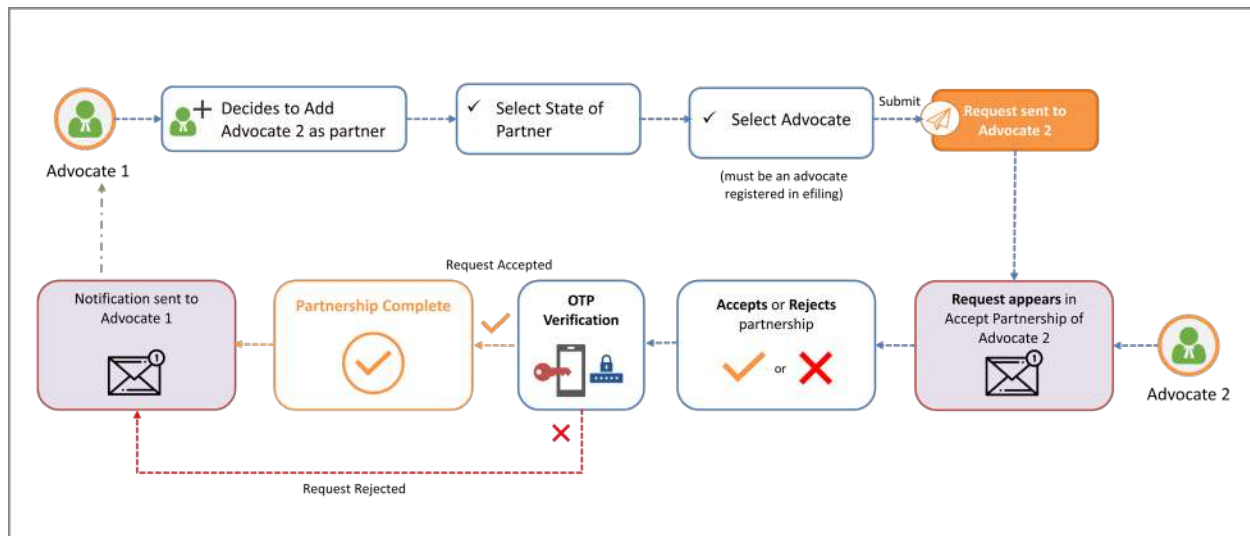 Advocate 1
Decides to Add
Advocate 2 as partner
Select State of
Partner
Select Advocate
(must be an advocate
registered in efiling)
Submit
Request sent to
Advocate 2
Advocate 2
Request appears in
Accept Partnership of
Advocate 2
1
Accepts or Rejects
partnership
or
OTP
Verification
Request Accepted
Partnership Complete
Request Rejected
Notification sent to
Advocate 1
1